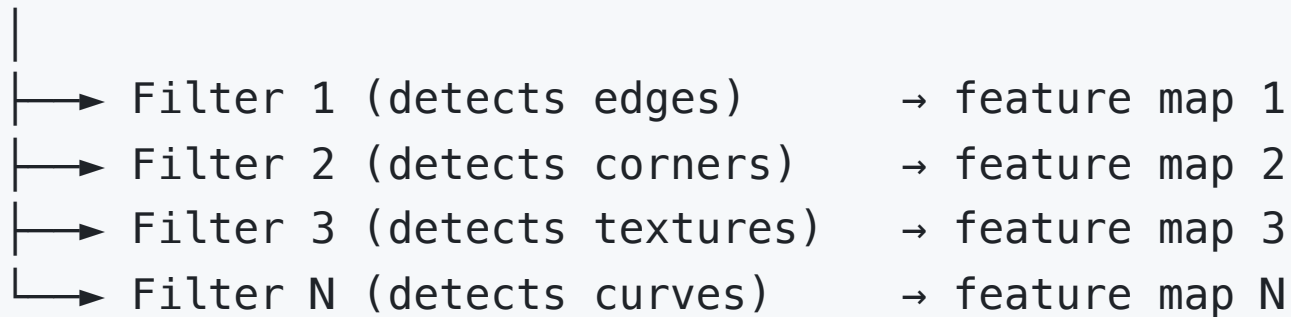 │
├──► Filter 1 (detects edges)      → feature map 1
├──► Filter 2 (detects corners)    → feature map 2
├──► Filter 3 (detects textures)   → feature map 3
└──► Filter N (detects curves)     → feature map N